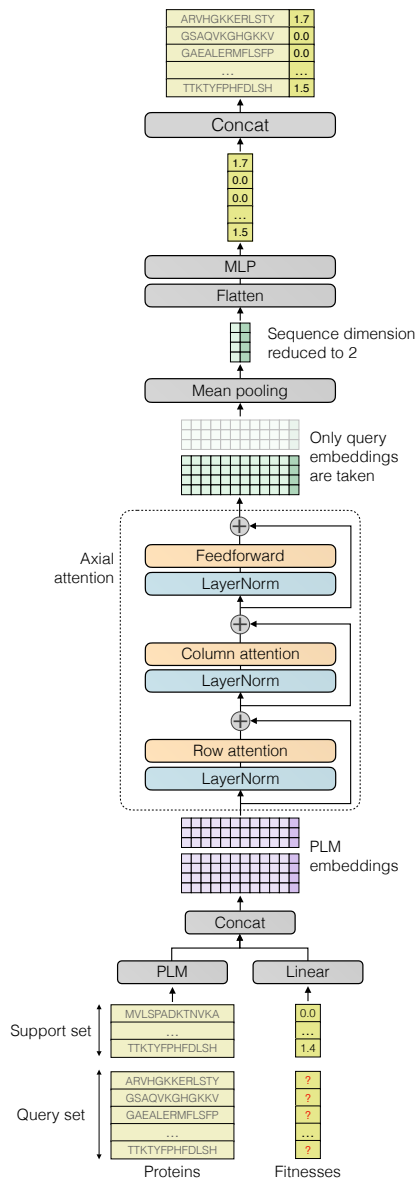 ARVHGKKERLSTY 1.7
GSAQVKGHGKKV 0.0
GAEALERMFLSFP 0.0
... ...
TTKTYFPHFDLSH 1.5
Concat
1.7
0.0
0.0
...
1.5
MLP
Flatten
Sequence dimension
reduced to 2
Mean pooling
Only query
embeddings
are taken
Axial
attention
Feedforward
LayerNorm
Column attention
LayerNorm
Row attention
LayerNorm
PLM
embeddings
Concat
PLM Linear
Support set
MVLSPADKTNVKA 0.0
... ...
TTKTYFPHFDLSH 1.4
Query set
ARVHGKKERLSTY ?
GSAQVKGHGKKV ?
GAEALERMFLSFP ?
... ...
TTKTYFPHFDLSH ?
Proteins Fitnesses